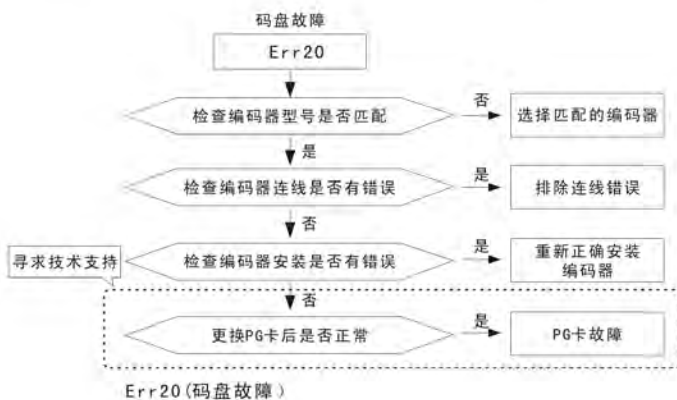 码盘故障
Err20
检查编码器型号是否匹配
否
选择匹配的编码器
是
检查编码器连线是否有错误
是
排除连线错误
否
寻求技术支持
检查编码器安装是否有错误
是
重新正确安装
编码器
否
更换PG卡后是否正常
是
PG卡故障
Err20(码盘故障)